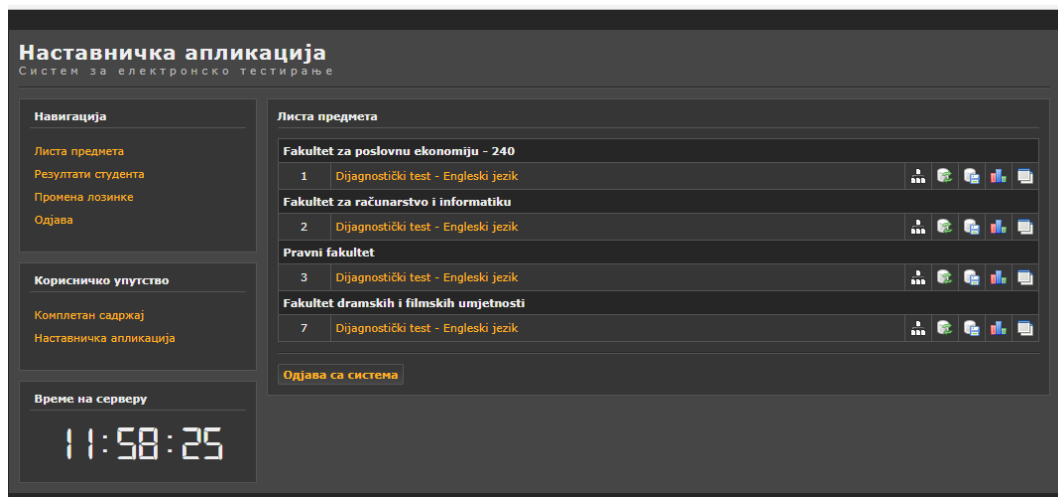 Наставничка апликација
Систем за електронско тестирање
Навигација
Листа предмета
Резултати студента
Промена лозинке
Одјава
Корисничко упутство
Комплетан садржај
Наставничка апликација
Време на серверу
11:58:25
Листа предмета
Fakultet za poslovnu ekonomiju - 240
1 Dijagnostički test - Engleski jezik
Fakultet za računarstvo i informatiku
2 Dijagnostički test - Engleski jezik
Pravni fakultet
3 Dijagnostički test - Engleski jezik
Fakultet dramskih i filmskih umjetnosti
7 Dijagnostički test - Engleski jezik
Одјава са система